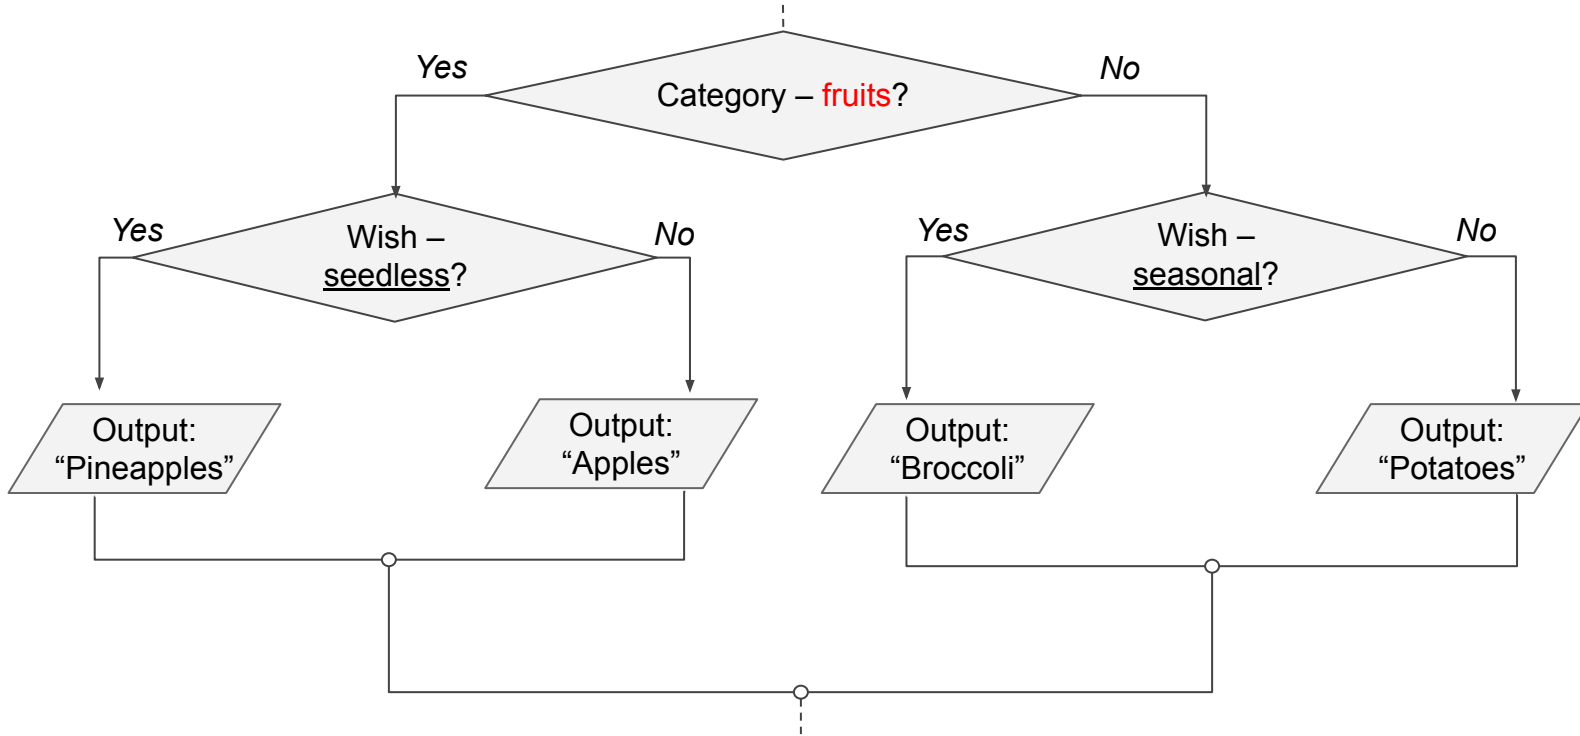 Yes
No
Category – fruits?
Yes
No
Wish –
seedless?
Yes
No
Wish –
seasonal?
Output:
“Pineapples”
Output:
“Apples”
Output:
“Broccoli”
Output:
“Potatoes”